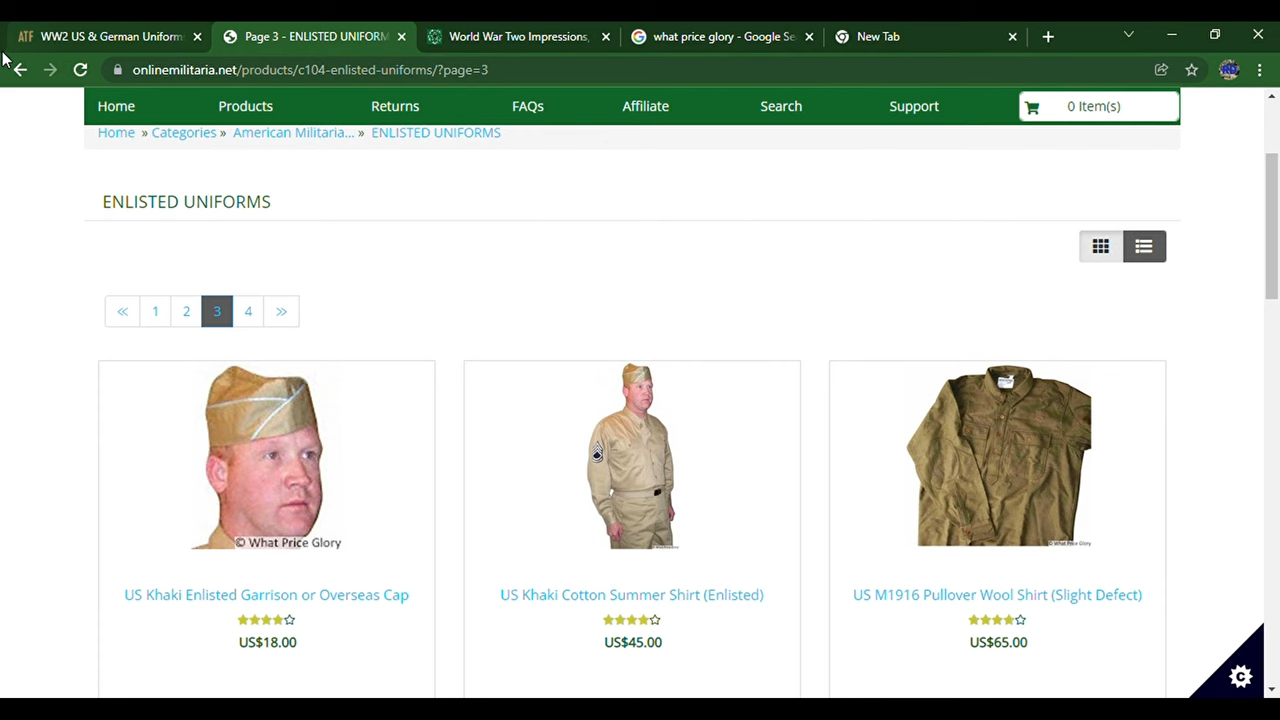 ATF WW2 US & German Uniform
Page 3 - ENLISTED UNIFORM
World War Two Impressions,
what price glory - Google Se
New Tab
onlinemilitaria.net/products/c104-enlisted-uniforms/?page=3
Home Products Returns FAQs Affiliate Search Support 0 Item(s)
Home » Categories » American Militaria... » ENLISTED UNIFORMS
ENLISTED UNIFORMS
« 1 2 3 4 »
© What Price Glory
© What Price Glory
US Khaki Enlisted Garrison or Overseas Cap
US Khaki Cotton Summer Shirt (Enlisted)
US M1916 Pullover Wool Shirt (Slight Defect)
US$18.00
US$45.00
US$65.00